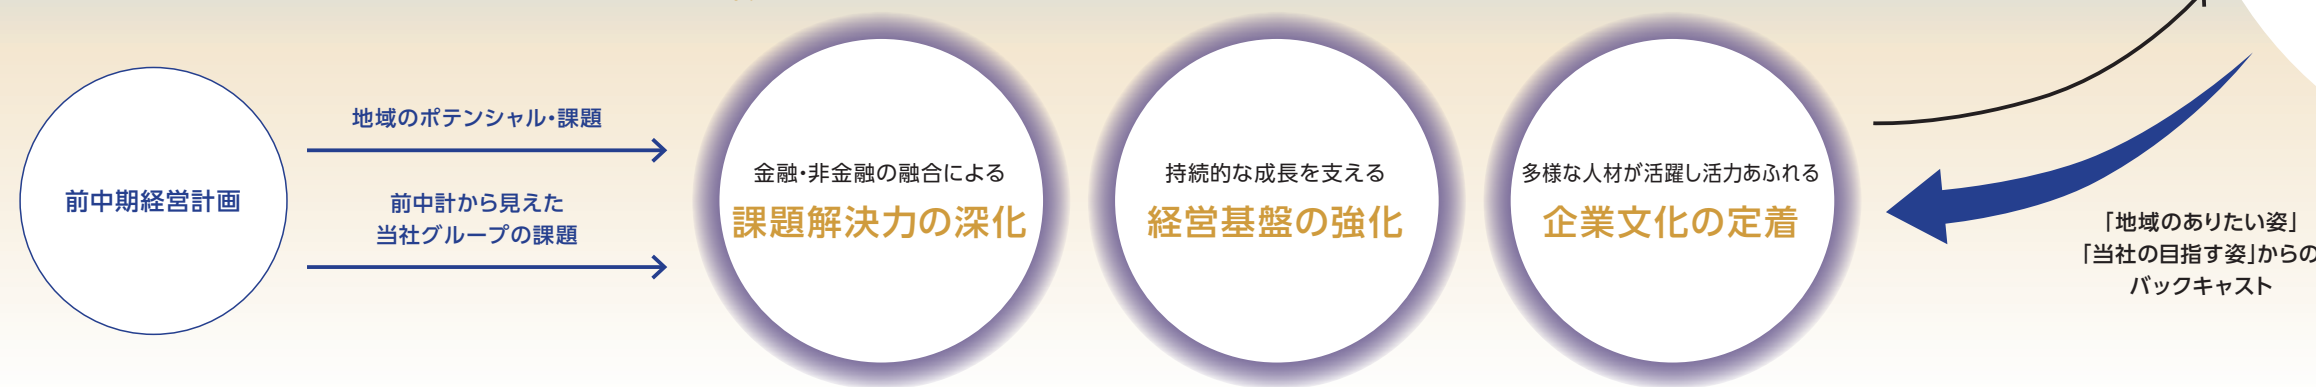 前中期経営計画
地域のポテンシャル・課題
前中計から見えた
当社グループの課題
金融・非金融の融合による
課題解決力の深化
持続的な成長を支える
経営基盤の強化
多様な人材が活躍し活力あふれる
企業文化の定着
「地域のありたい姿」
「当社の目指す姿」からの
バックキャスト